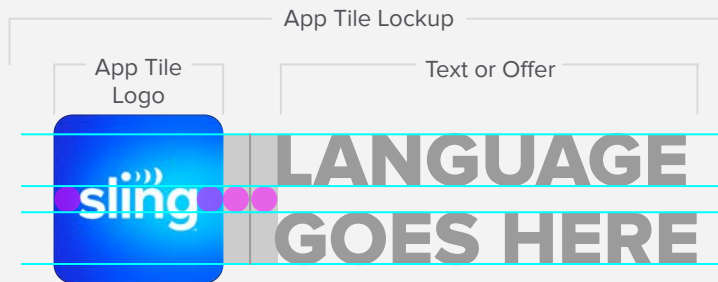 App Tile Lockup
App Tile
Logo
Text or Offer
sling
LANGUAGE
GOES HERE